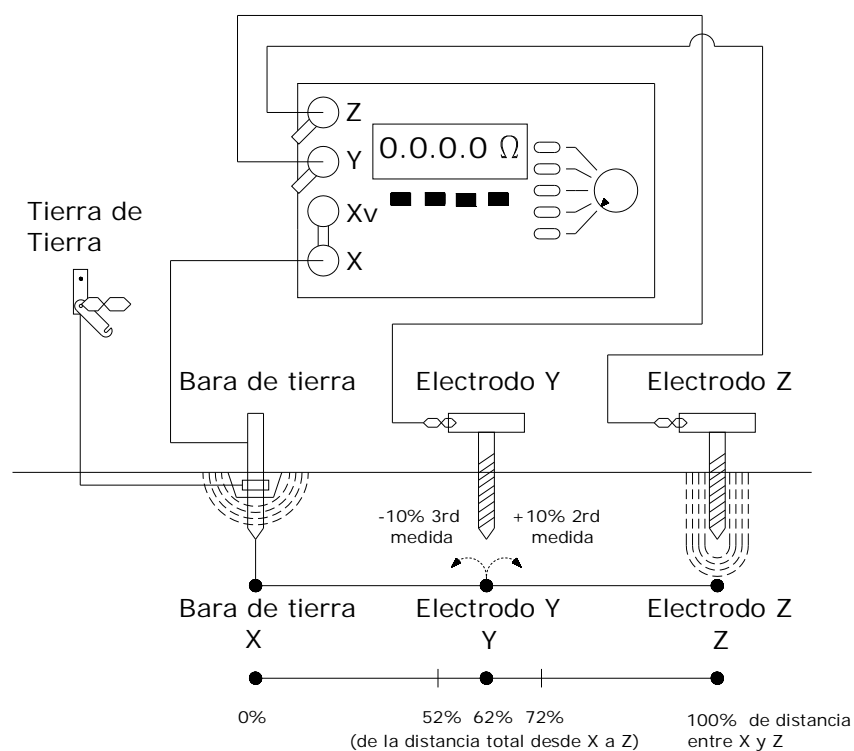 Z
Y
Xv
X
0.0.0.0 Ω
Tierra de
Tierra
Bara de tierra
Electrodo Y
Electrodo Z
-10% 3rd
medida
+10% 2rd
medida
Bara de tierra
X
Electrodo Y
Y
Electrodo Z
Z
0%
52% 62% 72%
(de la distancia total desde X a Z)
100% de distancia
entre X y Z